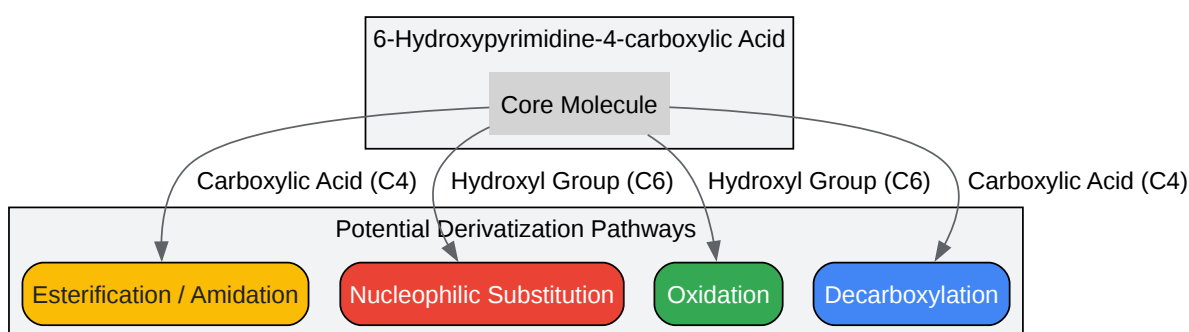 6-Hydroxypyrimidine-4-carboxylic Acid
Core Molecule
Carboxylic Acid (C4)
Hydroxyl Group (C6)
Hydroxyl Group (C6)
Carboxylic Acid (C4)
Potential Derivatization Pathways
Esterification / Amidation
Nucleophilic Substitution
Oxidation
Decarboxylation